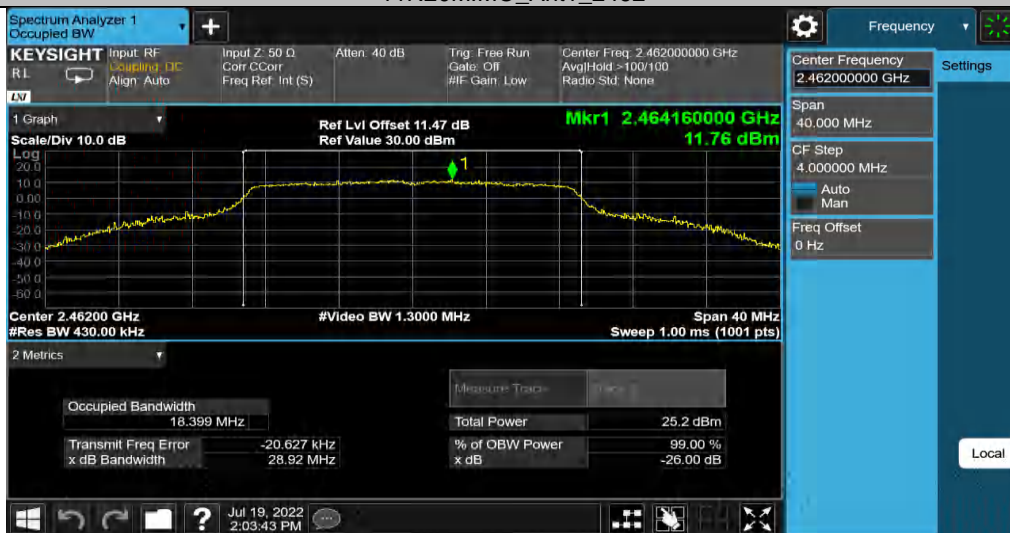 Spectrum Analyzer 1
Occupied BW
+
Frequency
KEYSIGHT
RL
LXI
Input: RF
Coupling: DC
Align: Auto
Input Z: 50 Ω
Corr CCorr
Freq Ref: Int (S)
Atten: 40 dB
Trig: Free Run
Gate: Off
#IF Gain: Low
Center Freq: 2.462000000 GHz
Avg|Hold >100/100
Radio Std: None
Center Frequency
2.462000000 GHz
Settings
Span
40.000 MHz
CF Step
4.000000 MHz
Auto
Man
Freq Offset
0 Hz
Local
1 Graph
Scale/Div 10.0 dB
Ref Lvl Offset 11.47 dB
Ref Value 30.00 dBm
Mkr1 2.464160000 GHz
11.76 dBm
Log
20.0
10.0
0.00
-10.0
-20.0
-30.0
-40.0
-50.0
-60.0
1
Center 2.46200 GHz
#Res BW 430.00 kHz
#Video BW 1.3000 MHz
Span 40 MHz
Sweep 1.00 ms (1001 pts)
2 Metrics
Measure Trace
Occupied Bandwidth
18.399 MHz
Total Power 25.2 dBm
Transmit Freq Error -20.627 kHz
% of OBW Power 99.00 %
x dB Bandwidth 28.92 MHz
x dB -26.00 dB
?
Jul 19, 2022
2:03:43 PM